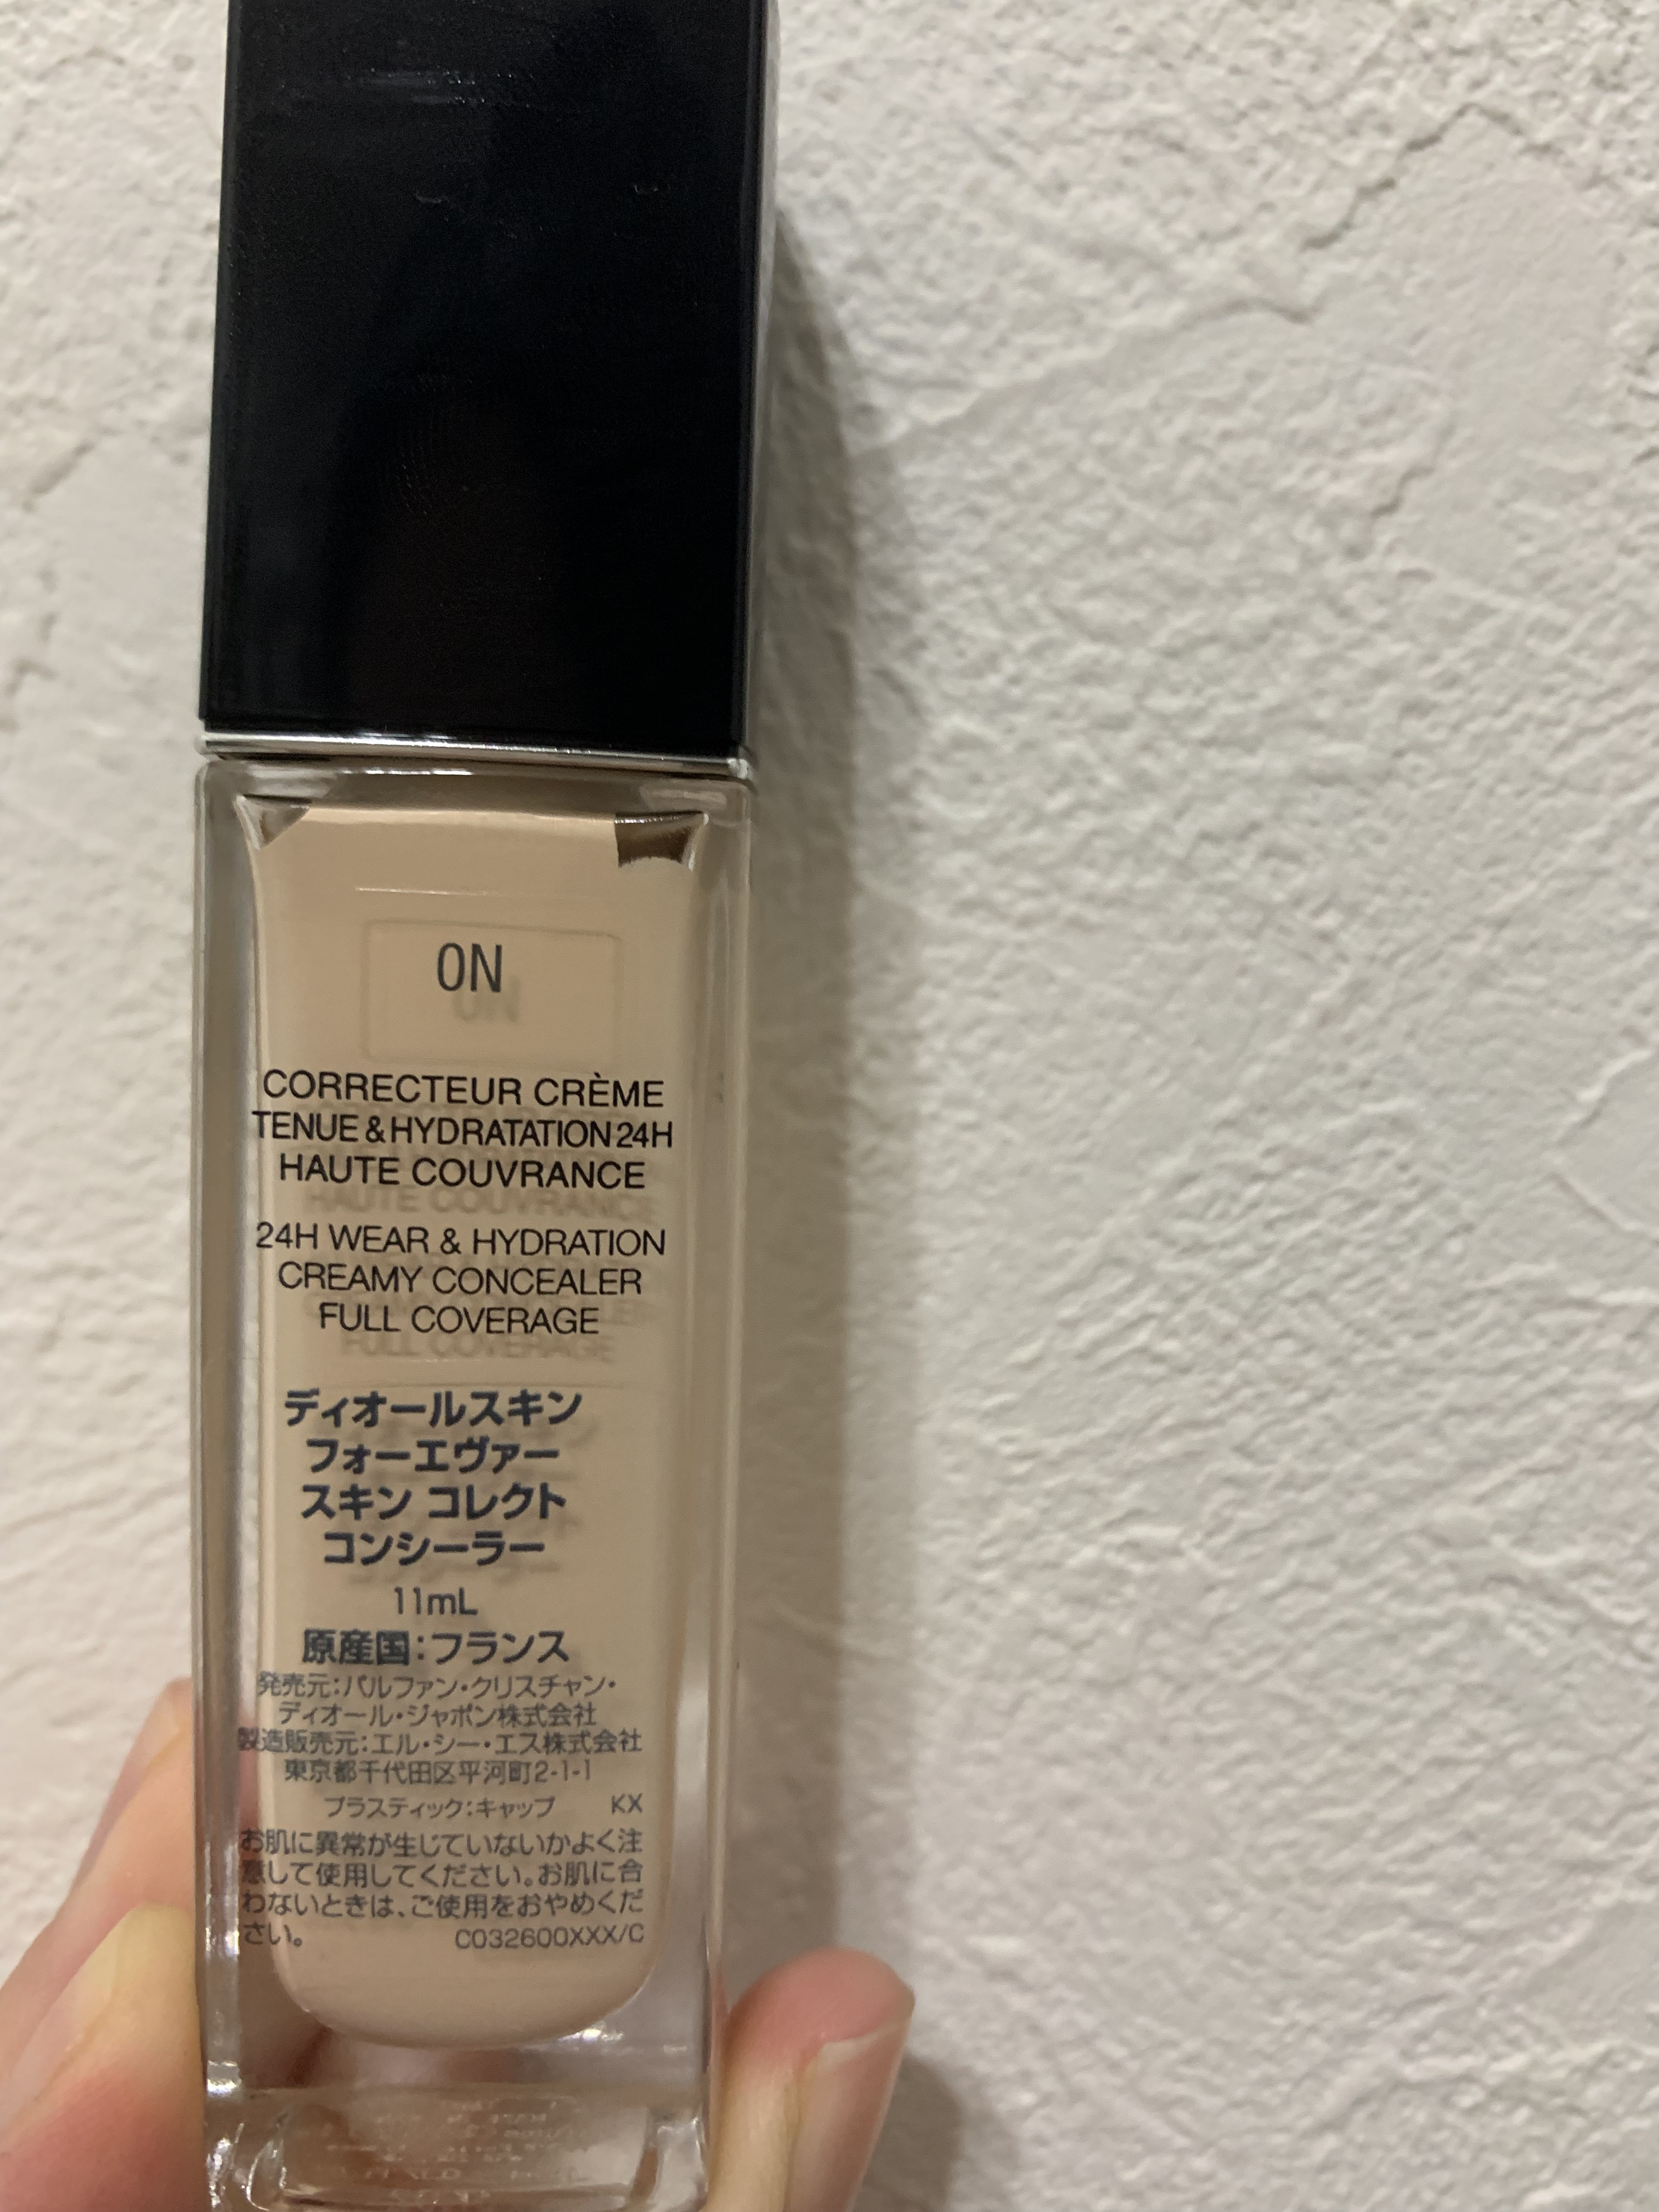 0N
CORRECTEUR CRÈME
TENUE & HYDRATATION 24H
HAUTE COUVRANCE
24H WEAR & HYDRATION
CREAMY CONCEALER
FULL COVERAGE
ディオールスキン
フォーエヴァー
スキン コレクト
コンシーラー
11mL
原産国:フランス
発売元:パルファン・クリスチャン・
ディオール・ジャポン株式会社
製造販売元:エル・シー・エス株式会社
東京都千代田区平河町2-1-1
プラスティック:キャップ KX
お肌に異常が生じていないかよく注
意して使用してください。お肌に合
わないときは、ご使用をおやめくだ
さい。 C032600XXX/C